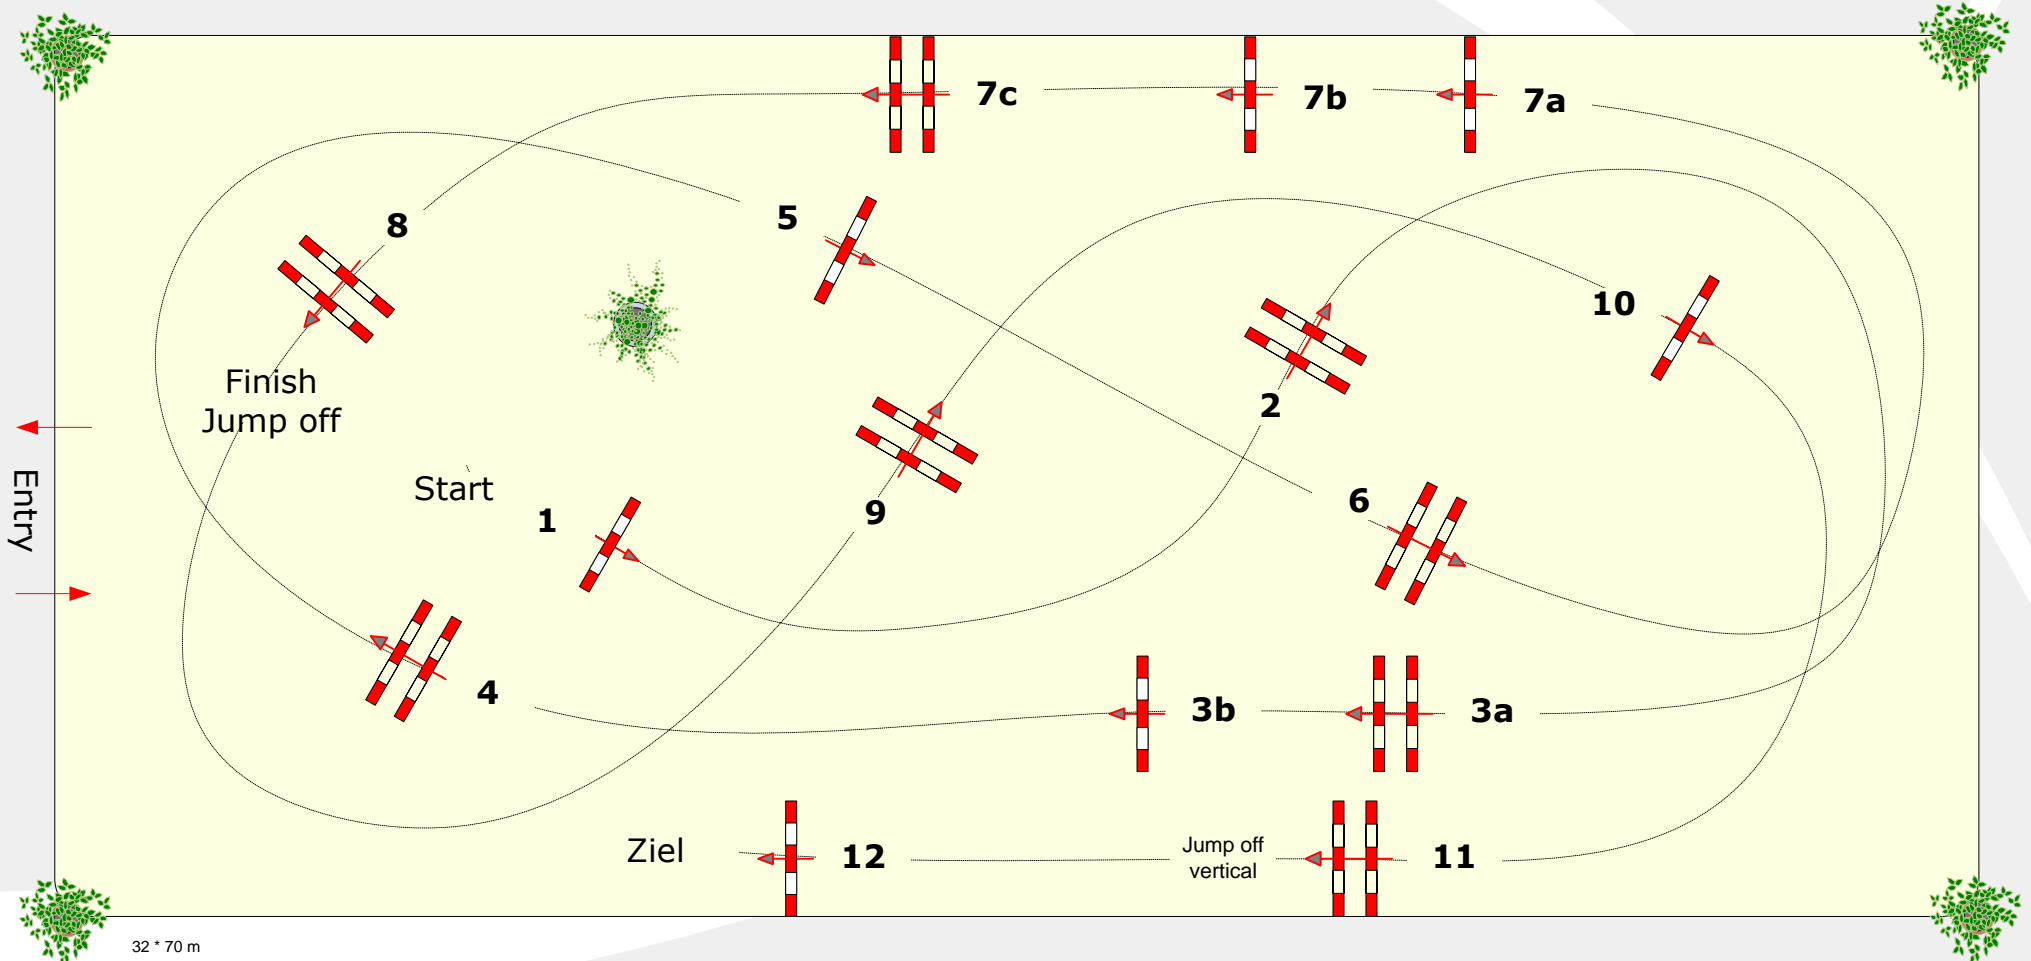 7c
7b
7a
8
5
10
Finish
Jump off
2
Start
Entry
1
9
6
4
3b
3a
Ziel
12
Jump off
vertical
11
32 * 70 m